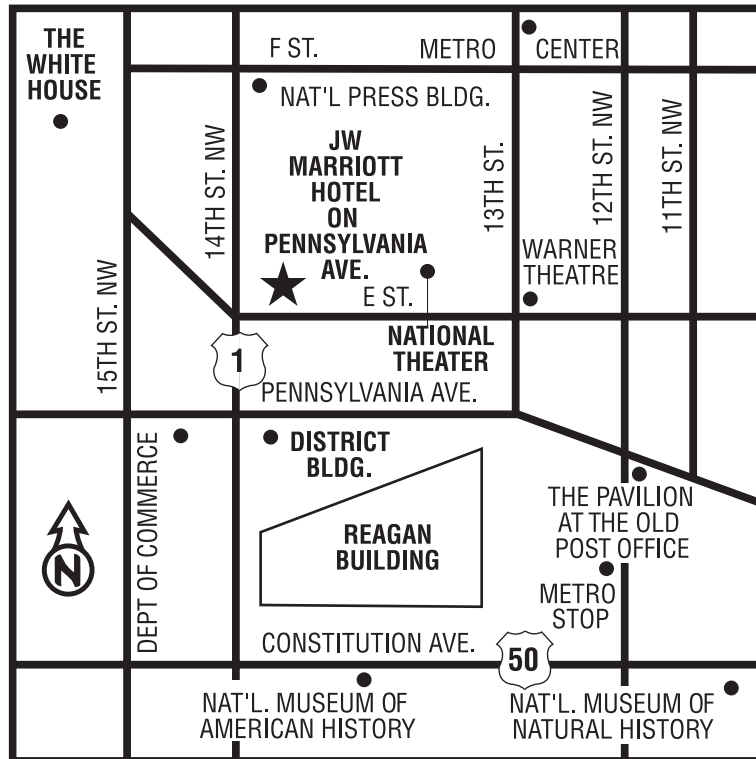 THE
WHITE
HOUSE
F ST.
METRO
CENTER
NAT'L PRESS BLDG.
14TH ST. NW
JW
MARRIOTT
HOTEL
ON
PENNSYLVANIA
AVE.
13TH ST.
12TH ST. NW
11TH ST. NW
WARNER
THEATRE
E ST.
15TH ST. NW
1
NATIONAL
THEATER
PENNSYLVANIA AVE.
DEPT OF COMMERCE
DISTRICT
BLDG.
REAGAN
BUILDING
THE PAVILION
AT THE OLD
POST OFFICE
N
METRO
STOP
CONSTITUTION AVE.
50
NAT'L. MUSEUM OF
AMERICAN HISTORY
NAT'L. MUSEUM OF
NATURAL HISTORY